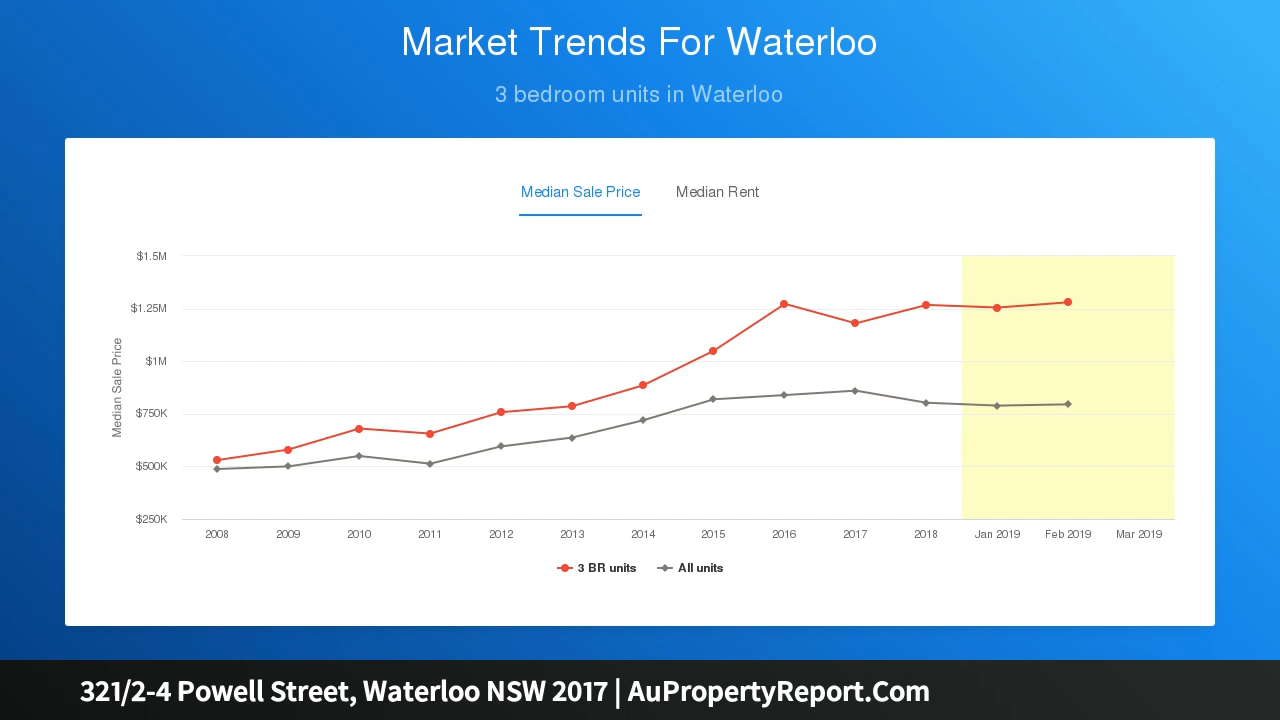 Market Trends For Waterloo
3 bedroom units in Waterloo
Median Sale Price Median Rent
Median Sale Price
$1.5M
$1.25M
$1M
$750K
$500K
$250K
2008 2009 2010 2011 2012 2013 2014 2015 2016 2017 2018 Jan 2019 Feb 2019 Mar 2019
3 BR units All units
321/2-4 Powell Street, Waterloo NSW 2017 | AuPropertyReport.Com